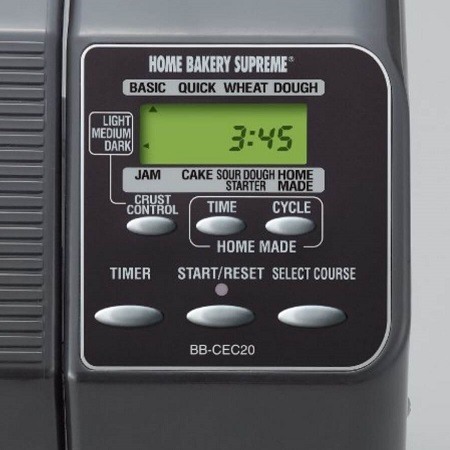 HOME BAKERY SUPREME®
BASIC QUICK WHEAT DOUGH
LIGHT
MEDIUM
DARK
3:45
JAM CAKE SOUR DOUGH STARTER HOME MADE
CRUST CONTROL
TIME CYCLE
HOME MADE
TIMER START/RESET SELECT COURSE
BB-CEC20